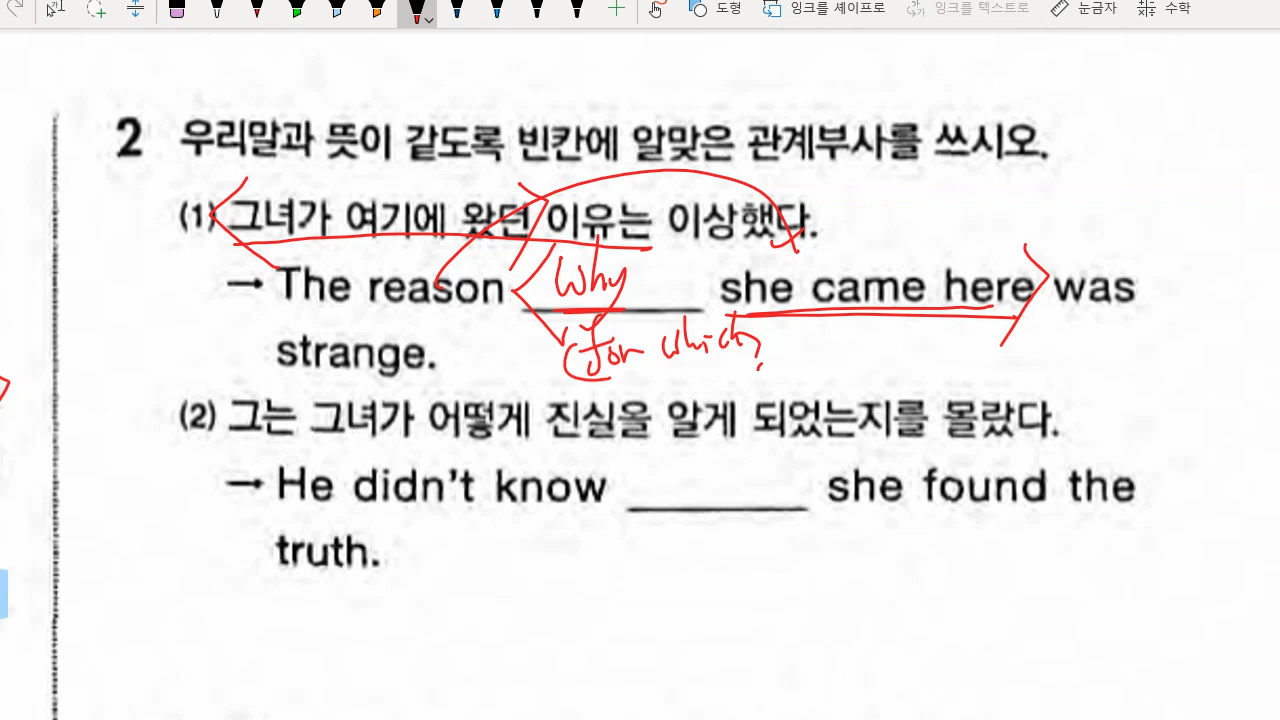 도형 잉크를 셰이프로 잉크를 텍스트로 눈금자 수학
2 우리말과 뜻이 같도록 빈칸에 알맞은 관계부사를 쓰시오.
(1) 그녀가 여기에 왔던 이유는 이상했다.
→ The reason why she came here was
(for which?
strange.
(2) 그는 그녀가 어떻게 진실을 알게 되었는지를 몰랐다.
→ He didn't know ________ she found the
truth.